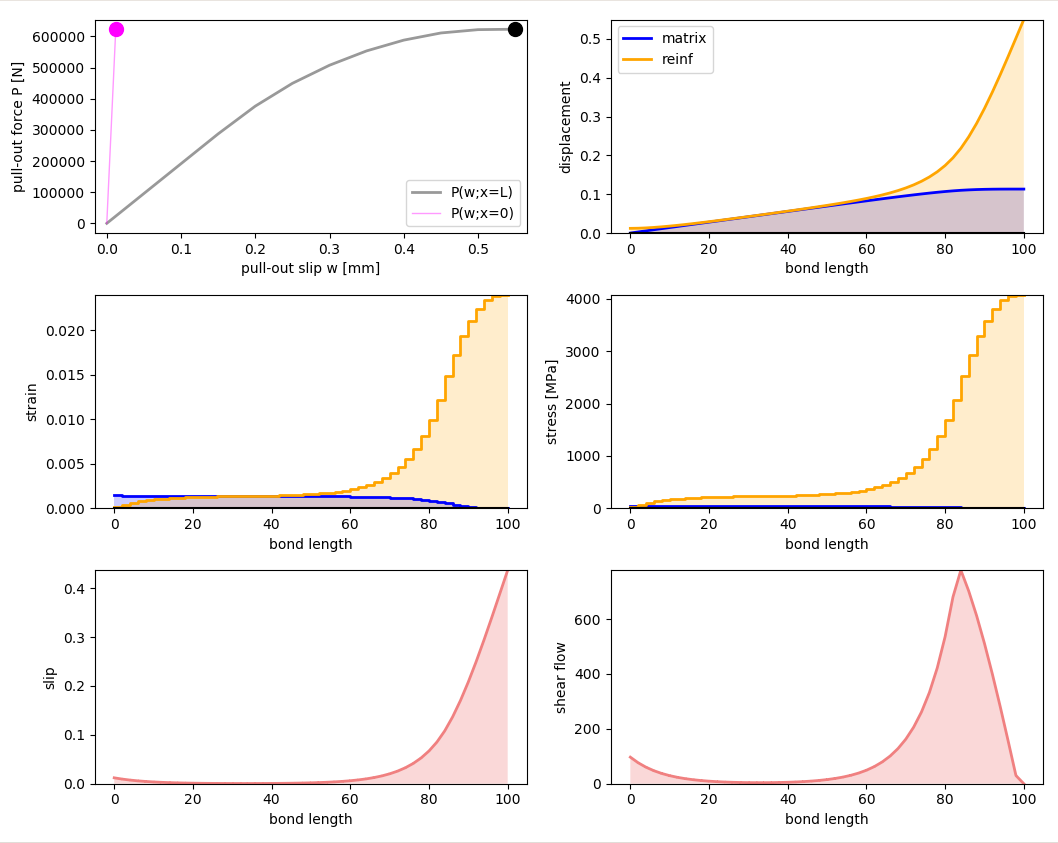 pull-out force P [N]
600000
500000
400000
300000
200000
100000
0
0.0 0.1 0.2 0.3 0.4 0.5
pull-out slip w [mm]
P(w;x=L)
P(w;x=0)
displacement
0.5
0.4
0.3
0.2
0.1
0.0
0 20 40 60 80 100
bond length
matrix
reinf
strain
0.020
0.015
0.010
0.005
0.000
0 20 40 60 80 100
bond length
stress [MPa]
4000
3000
2000
1000
0
0 20 40 60 80 100
bond length
slip
0.4
0.3
0.2
0.1
0.0
0 20 40 60 80 100
bond length
shear flow
600
400
200
0
0 20 40 60 80 100
bond length